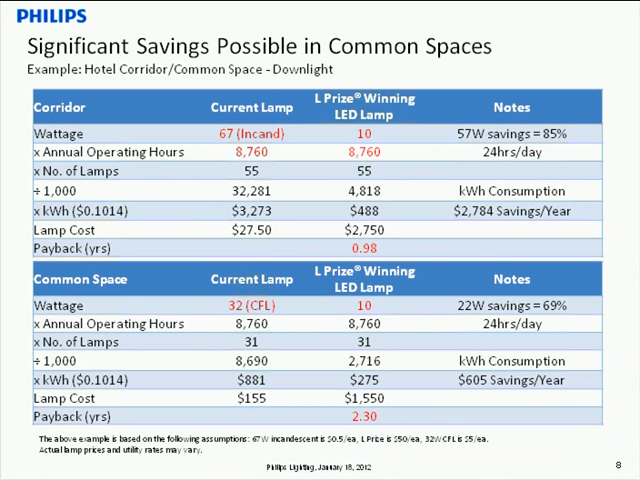 PHILIPS
Significant Savings Possible in Common Spaces
Example: Hotel Corridor/Common Space - Downlight
Corridor Current Lamp L Prize® Winning LED Lamp Notes
Wattage 67 (Incand) 10 57W savings = 85%
x Annual Operating Hours 8,760 8,760 24hrs/day
x No. of Lamps 55 55
÷ 1,000 32,281 4,818 kWh Consumption
x kWh ($0.1014) $3,273 $488 $2,784 Savings/Year
Lamp Cost $27.50 $2,750
Payback (yrs) 0.98
Common Space Current Lamp L Prize® Winning LED Lamp Notes
Wattage 32 (CFL) 10 22W savings = 69%
x Annual Operating Hours 8,760 8,760 24hrs/day
x No. of Lamps 31 31
÷ 1,000 8,690 2,716 kWh Consumption
x kWh ($0.1014) $881 $275 $605 Savings/Year
Lamp Cost $155 $1,550
Payback (yrs) 2.30
The above example is based on the following assumptions: 67W incandescent is $0.5/ea, L Prize is $50/ea, 32W CFL is $5/ea.
Actual lamp prices and utility rates may vary.
Philips Lighting, January 18, 2012
8